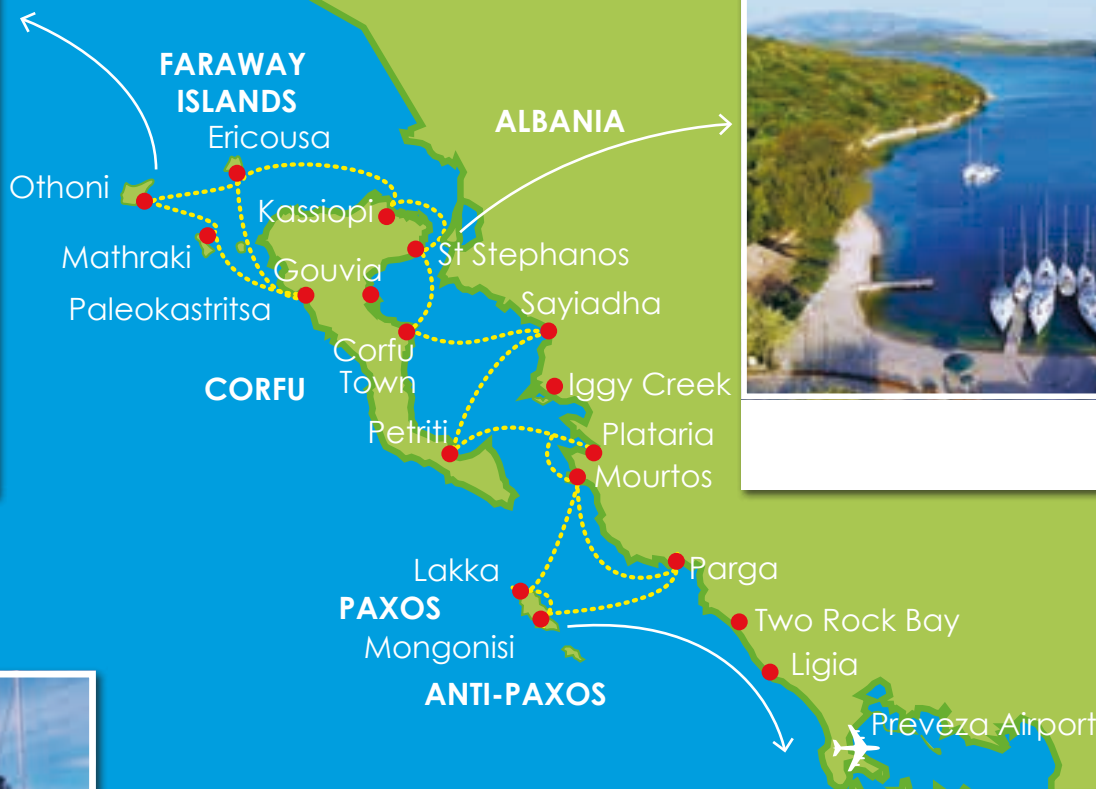 FARAWAY
ISLANDS
Ericousa
ALBANIA
Othoni
Kassiopi
Mathraki
St Stephanos
Gouvia
Paleokastritsa
Sayiadha
Corfu
Town
CORFU
Iggy Creek
Petriti
Plataria
Mourtos
Lakka
Parga
PAXOS
Two Rock Bay
Mongonisi
Ligia
ANTI-PAXOS
Preveza Airport